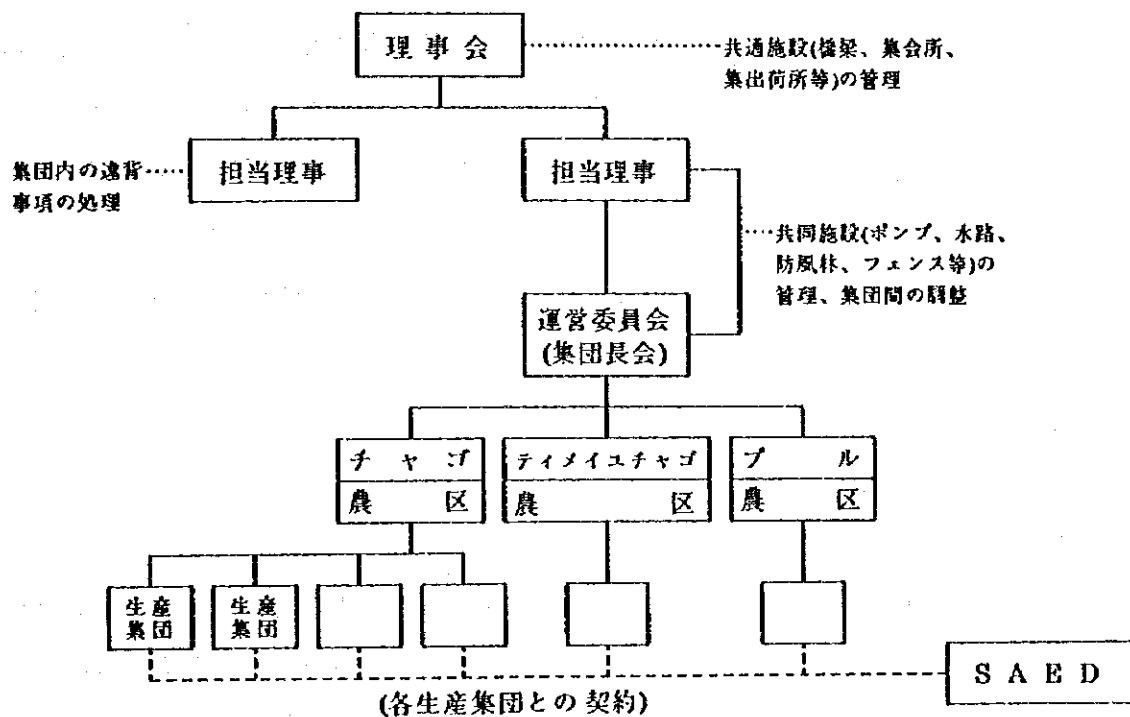 理事会
共通施設(橋梁、集会所、
集出荷所等)の管理
集団内の違背
事項の処理
担当理事
担当理事
共同施設(ポンプ、水路、
防風林、フェンス等)の
管理、集団間の調整
運営委員会
(集団長会)
チャゴ
農区
ティメイユチャゴ
農区
プル
農区
生産
集団
生産
集団
SAED
(各生産集団との契約)